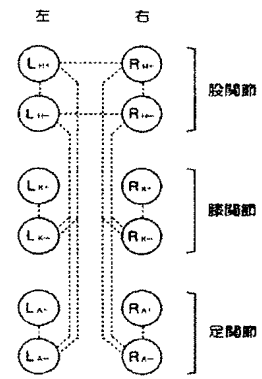 左 右
L H+ R H+
L H− R H−
股関節
L K+ R K+
L K− R K−
膝関節
L A+ R A+
L A− R A−
足関節